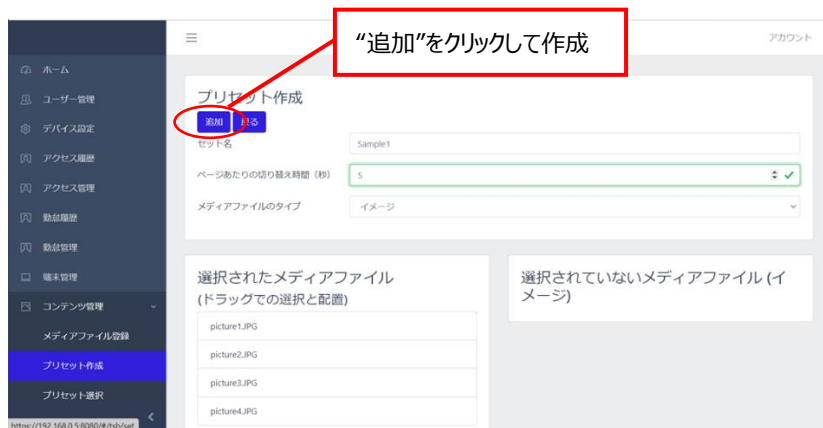 “追加”をクリックして作成
アカウント
ホーム
ユーザー管理
デバイス設定
アクセス履歴
アクセス管理
勤怠履歴
勤怠管理
端末管理
コンテンツ管理
メディアファイル登録
プリセット作成
プリセット選択
https://192.168.0.5:8080/#/tsb/set
プリセット作成
追加 戻る
セット名 Sample1
ページあたりの切り替え時間 (秒) 5
メディアファイルのタイプ イメージ
選択されたメディアファイル
(ドラッグでの選択と配置)
picture1.JPG
picture2.JPG
picture3.JPG
picture4.JPG
選択されていないメディアファイル (イ
メージ)